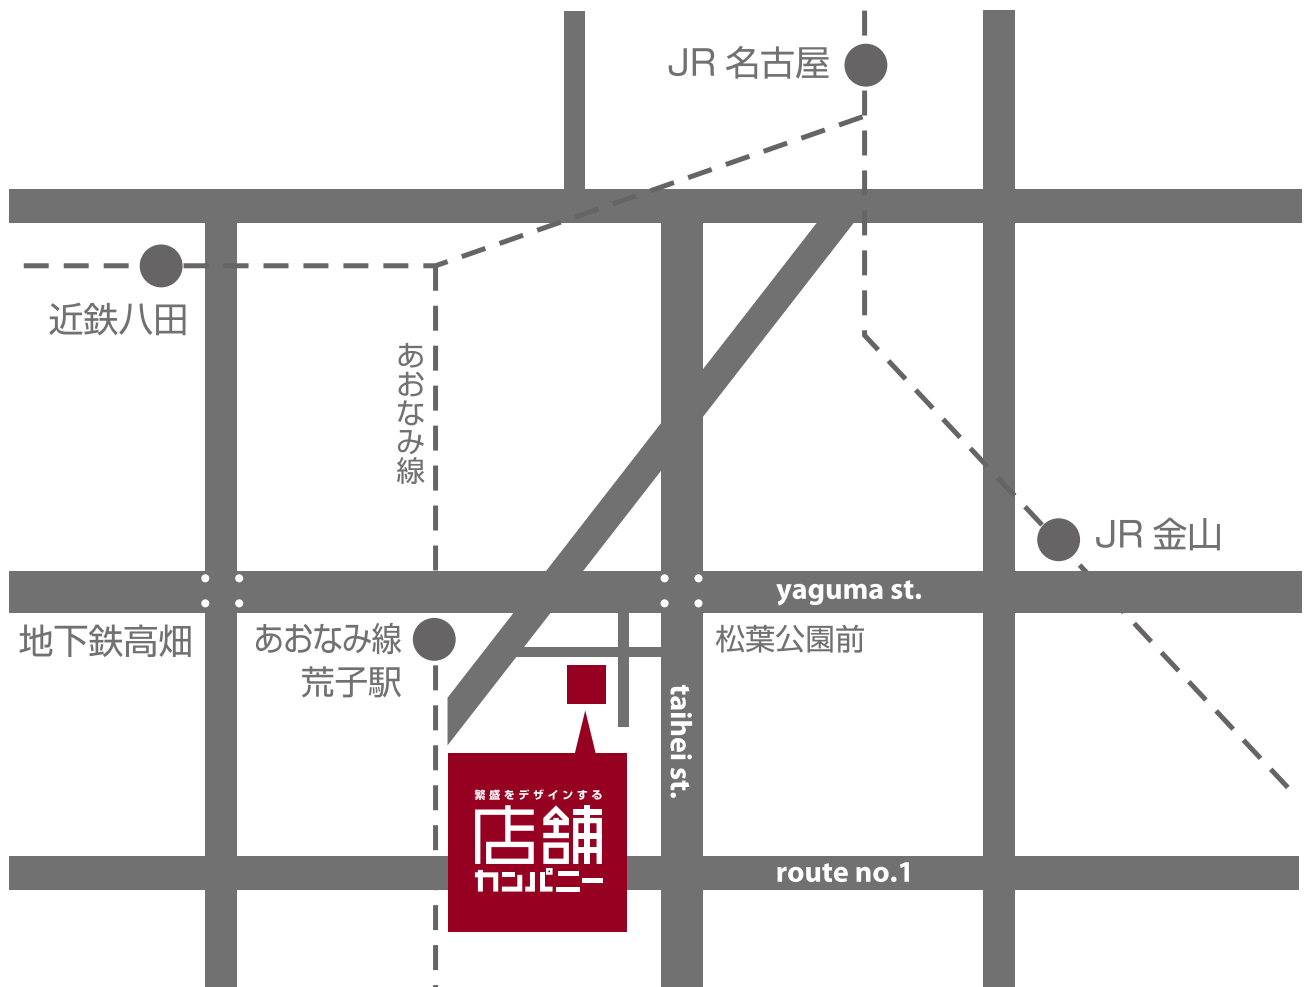 JR 名古屋
近鉄八田
あおなみ線
JR 金山
yaguma st.
地下鉄高畑
あおなみ線
荒子駅
松葉公園前
taihei st.
繁盛をデザインする
店舗
カンパニー
route no.1